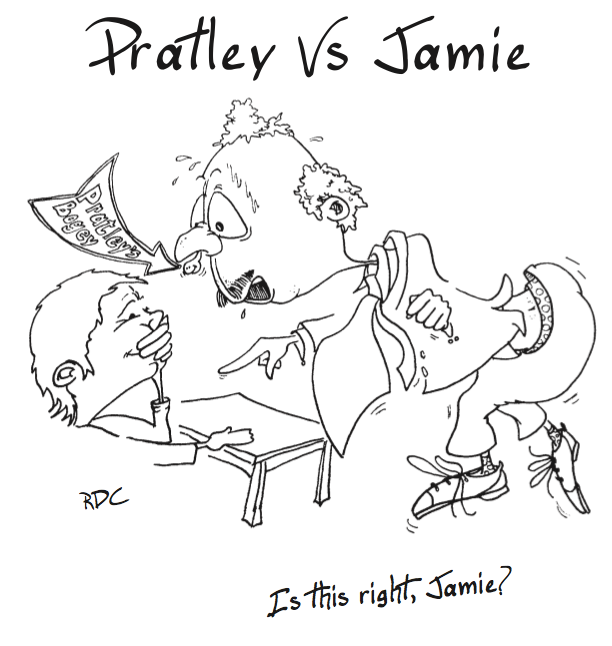 Pratley Vs Jamie
Pratley's
Bogey
RDC
Is this right, Jamie?